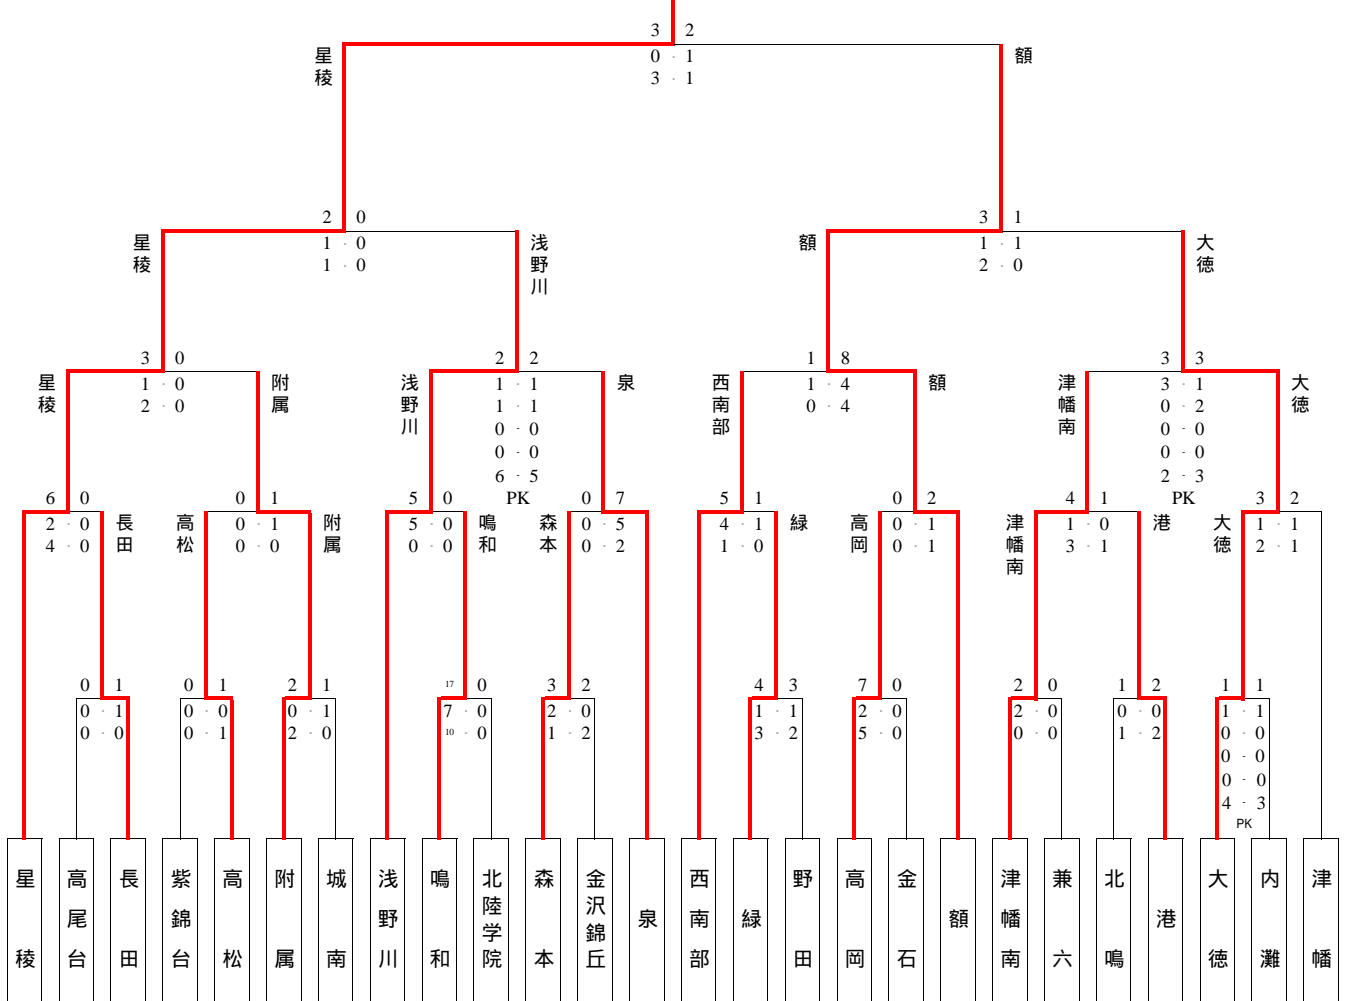 3 2
星稜 0 - 1 額
3 - 1
2 0 3 1
星稜 1 - 0 浅野川 額 1 - 1 大徳
1 - 0 2 - 0
3 0 2 2 1 8 3 3
星稜 1 - 0 附属 浅野川 1 - 1 泉 西南部 1 - 4 額 津幡南 3 - 1 大徳
2 - 0 1 - 1 0 - 4 0 - 2
0 - 0 0 - 0
0 - 0 0 - 0
6 - 5 2 - 3
6 0 0 1 5 0 PK 0 7 5 1 0 2 4 1 PK 3 2
2 - 0 長田 高松 0 - 1 附属 5 - 0 鳴和 森本 0 - 5 4 - 1 緑 高岡 0 - 1 津幡南 1 - 0 港 大徳 1 - 1
4 - 0 0 - 0 0 - 0 0 - 2 1 - 0 0 - 1 3 - 1 2 - 1
0 1 0 1 2 1 17 0 3 2 4 3 7 0 2 0 1 2 1 1
0 - 1 0 - 0 0 - 1 7 - 0 2 - 0 1 - 1 2 - 0 2 - 0 0 - 0 1 - 1
0 - 0 0 - 1 2 - 0 10 - 0 1 - 2 3 - 2 5 - 0 0 - 0 1 - 2 0 - 0
0 - 0
0 - 0
4 - 3
PK
星稜
高尾台
長田
紫錦台
高松
附属
城南
浅野川
鳴和
北陸学院
森本
金沢錦丘
泉
西南部
緑
野田
高岡
金石
額
津幡南
兼六
北鳴
港
大徳
内灘
津幡